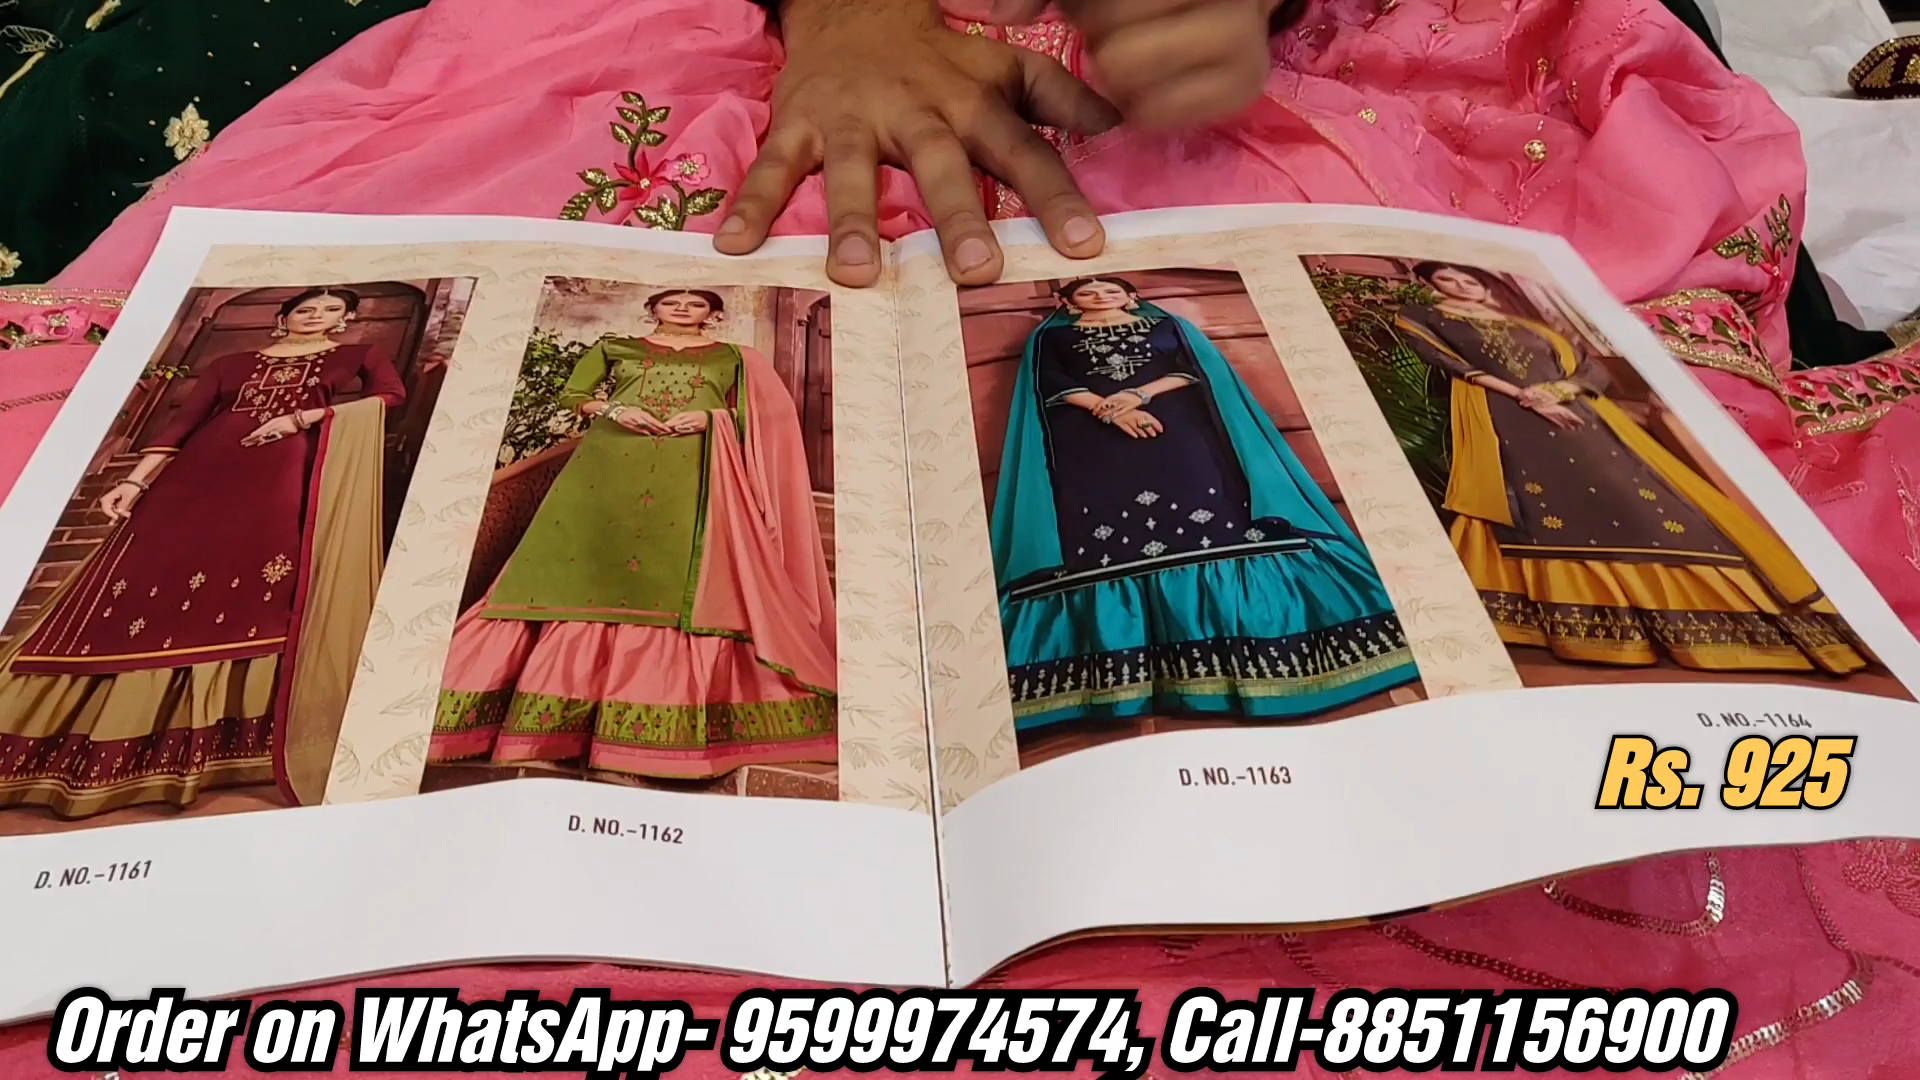 D. NO.-1161
D. NO.-1162
D. NO.-1163
D. NO.-1164
Rs. 925
Order on WhatsApp- 9599974574, Call-8851156900